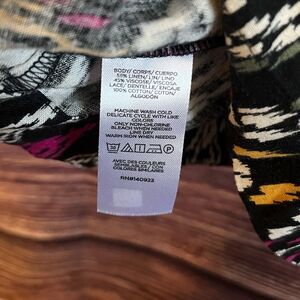 BODY/ CORPS/ CUERPO
55% LINEN/ LIN/ LINO
45% VISCOSE/ VISCOSA
LACE/ DENTELLE/ ENCAJE
100% COTTON/ COTON/
ALGODÓN
MACHINE WASH COLD
DELICATE CYCLE WITH LIKE
COLORS
ONLY NON-CHLORINE
BLEACH WHEN NEEDED
LINE DRY
WARM IRON WHEN NEEDED
AVEC DES COULEURS
SEMBLABLES / CON
COLORES SIMILARES
RN#140922